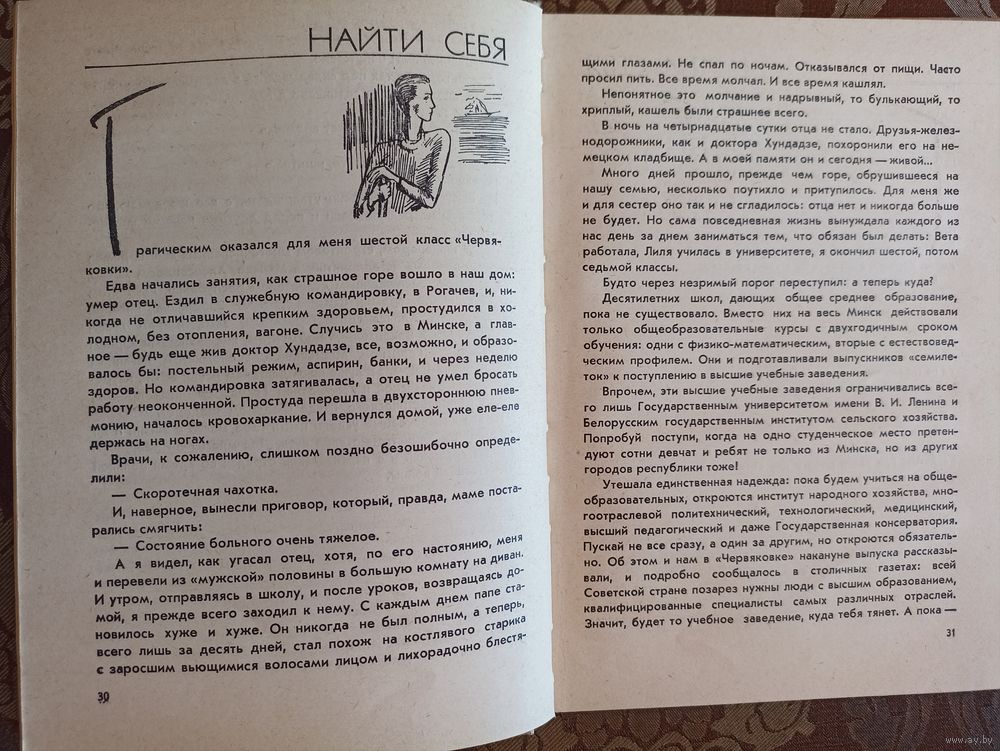 НАЙТИ СЕБЯ
Трагическим оказался для меня шестой класс «Червя-
ковки».
Едва начались занятия, как страшное горе вошло в наш дом:
умер отец. Ездил в служебную командировку, в Рогачев, и, ни-
когда не отличавшийся крепким здоровьем, простудился в хо-
лодном, без отопления, вагоне. Случись это в Минске, а глав-
ное — будь еще жив доктор Хундадзе, все, возможно, и образо-
валось бы: постельный режим, аспирин, банки, и через неделю
здоров. Но командировка затягивалась, а отец не умел бросать
работу неоконченной. Простуда перешла в двухстороннюю пнев-
монию, началось кровохаркание. И вернулся домой, уже еле-еле
держась на ногах.
Врачи, к сожалению, слишком поздно безошибочно опреде-
лили:
— Скоротечная чахотка.
И, наверное, вынесли приговор, который, правда, маме поста-
рались смягчить:
— Состояние больного очень тяжелое.
А я видел, как угасал отец, хотя, по его настоянию, меня
и перевели из «мужской» половины в большую комнату на диван.
И утром, отправляясь в школу, и после уроков, возвращаясь до-
мой, я прежде всего заходил к нему. С каждым днем папе ста-
новилось хуже и хуже. Он никогда не был полным, а теперь,
всего лишь за десять дней, стал похож на костлявого старика
с заросшим вьющимися волосами лицом и лихорадочно блестя-
30
щими глазами. Не спал по ночам. Отказывался от пищи. Часто
просил пить. Все время молчал. И все время кашлял.
Непонятное это молчание и надрывный, то булькающий, то
хриплый, кашель были страшнее всего.
В ночь на четырнадцатые сутки отца не стало. Друзья-желез-
нодорожники, как и доктора Хундадзе, похоронили его на не-
мецком кладбище. А в моей памяти он и сегодня — живой...
Много дней прошло, прежде чем горе, обрушившееся на
нашу семью, несколько поутихло и притупилось. Для меня же
и для сестер оно так и не сгладилось: отца нет и никогда больше
не будет. Но сама повседневная жизнь вынуждала каждого из
нас день за днем заниматься тем, что обязан был делать: Вета
работала, Лиля училась в университете, я окончил шестой, потом
седьмой классы.
Будто через незримый порог переступил: а теперь куда?
Десятилетних школ, дающих общее среднее образование,
пока не существовало. Вместо них на весь Минск действовали
только общеобразовательные курсы с двухгодичным сроком
обучения: одни с физико-математическим, вторые с естествовед-
ческим профилем. Они и подготавливали выпускников «семиле-
ток» к поступлению в высшие учебные заведения.
Впрочем, эти высшие учебные заведения ограничивались все-
го лишь Государственным университетом имени В. И. Ленина и
Белорусским государственным институтом сельского хозяйства.
Попробуй поступи, когда на одно студенческое место претен-
дуют сотни девчат и ребят не только из Минска, но из других
городов республики тоже!
Утешала единственная надежда: пока будем учиться на обще-
образовательных, откроются институт народного хозяйства, мно-
гоотраслевой политехнический, технологический, медицинский,
высший педагогический и даже Государственная консерватория.
Пускай не все сразу, а один за другим, но откроются обязатель-
но. Об этом и нам в «Червяковке» накануне выпуска рассказы-
вали, и подробно сообщалось в столичных газетах: всей
Советской стране позарез нужны люди с высшим образованием,
квалифицированные специалисты самых различных отраслей.
Значит, будет то учебное заведение, куда тебя тянет. А пока —
31
www.ay.by